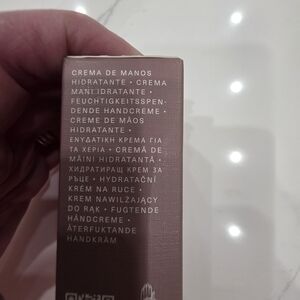 CREMA DE MANOS
HIDRATANTE • CREMA
MANI IDRATANTE •
FEUCHTIGKEITSSPEN-
DENDE HANDCREME •
CREME DE MÃOS
HIDRATANTE •
ΕΝΥΔΑΤΙΚΗ ΚΡΕΜΑ ΓΙΑ
ΤΑ ΧΕΡΙΑ • CREMĂ DE
MÂINI HIDRATANTĂ •
ХИДРАТИРАЩ КРЕМ ЗА
РЪЦЕ • HYDRATAČNÍ
KRÉM NA RUCE •
KREM NAWILŻAJĄCY
DO RĄK • FUGTENDE
HÅNDCREME •
ÅTERFUKTANDE
HANDKRÄM